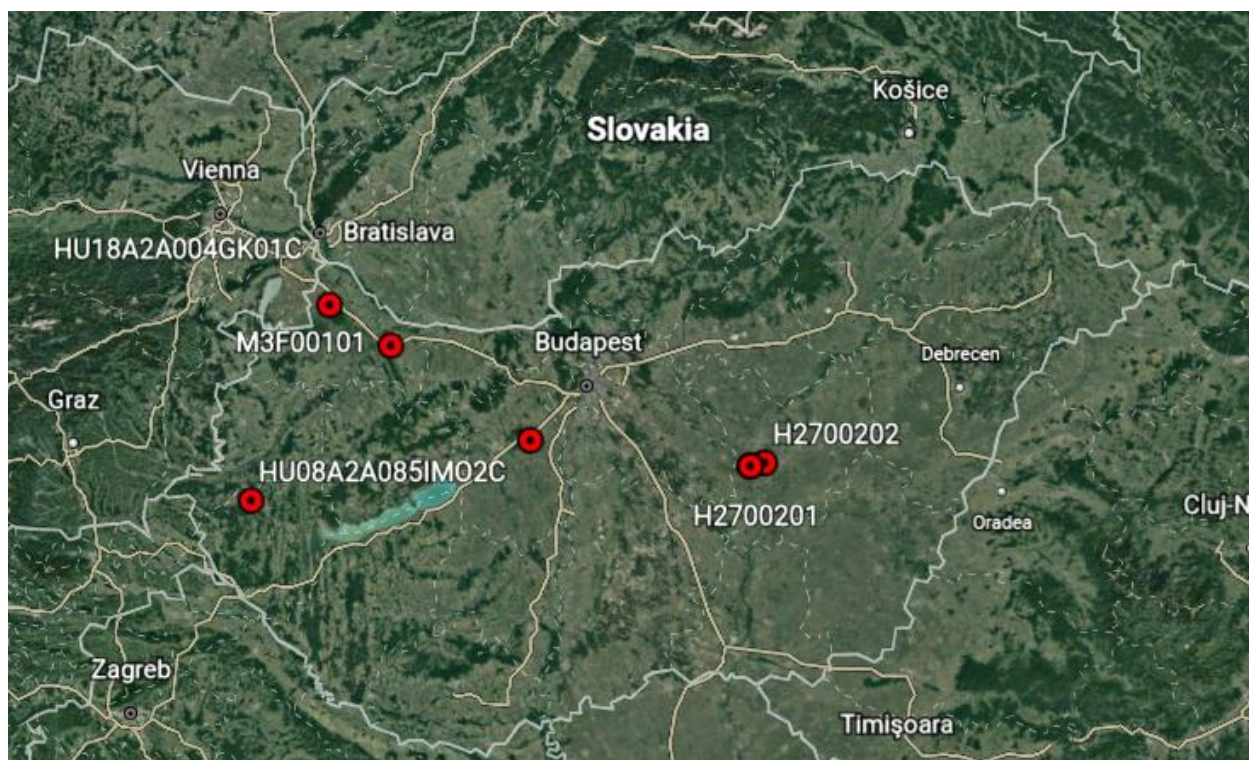 Košice
Slovakia
Vienna
Bratislava
HU18A2A004GK01C
M3F00101
Budapest
Debrecen
Graz
H2700202
HU08A2A085IMO2C
H2700201
Cluj-N
Oradea
Zagreb
Timişoara